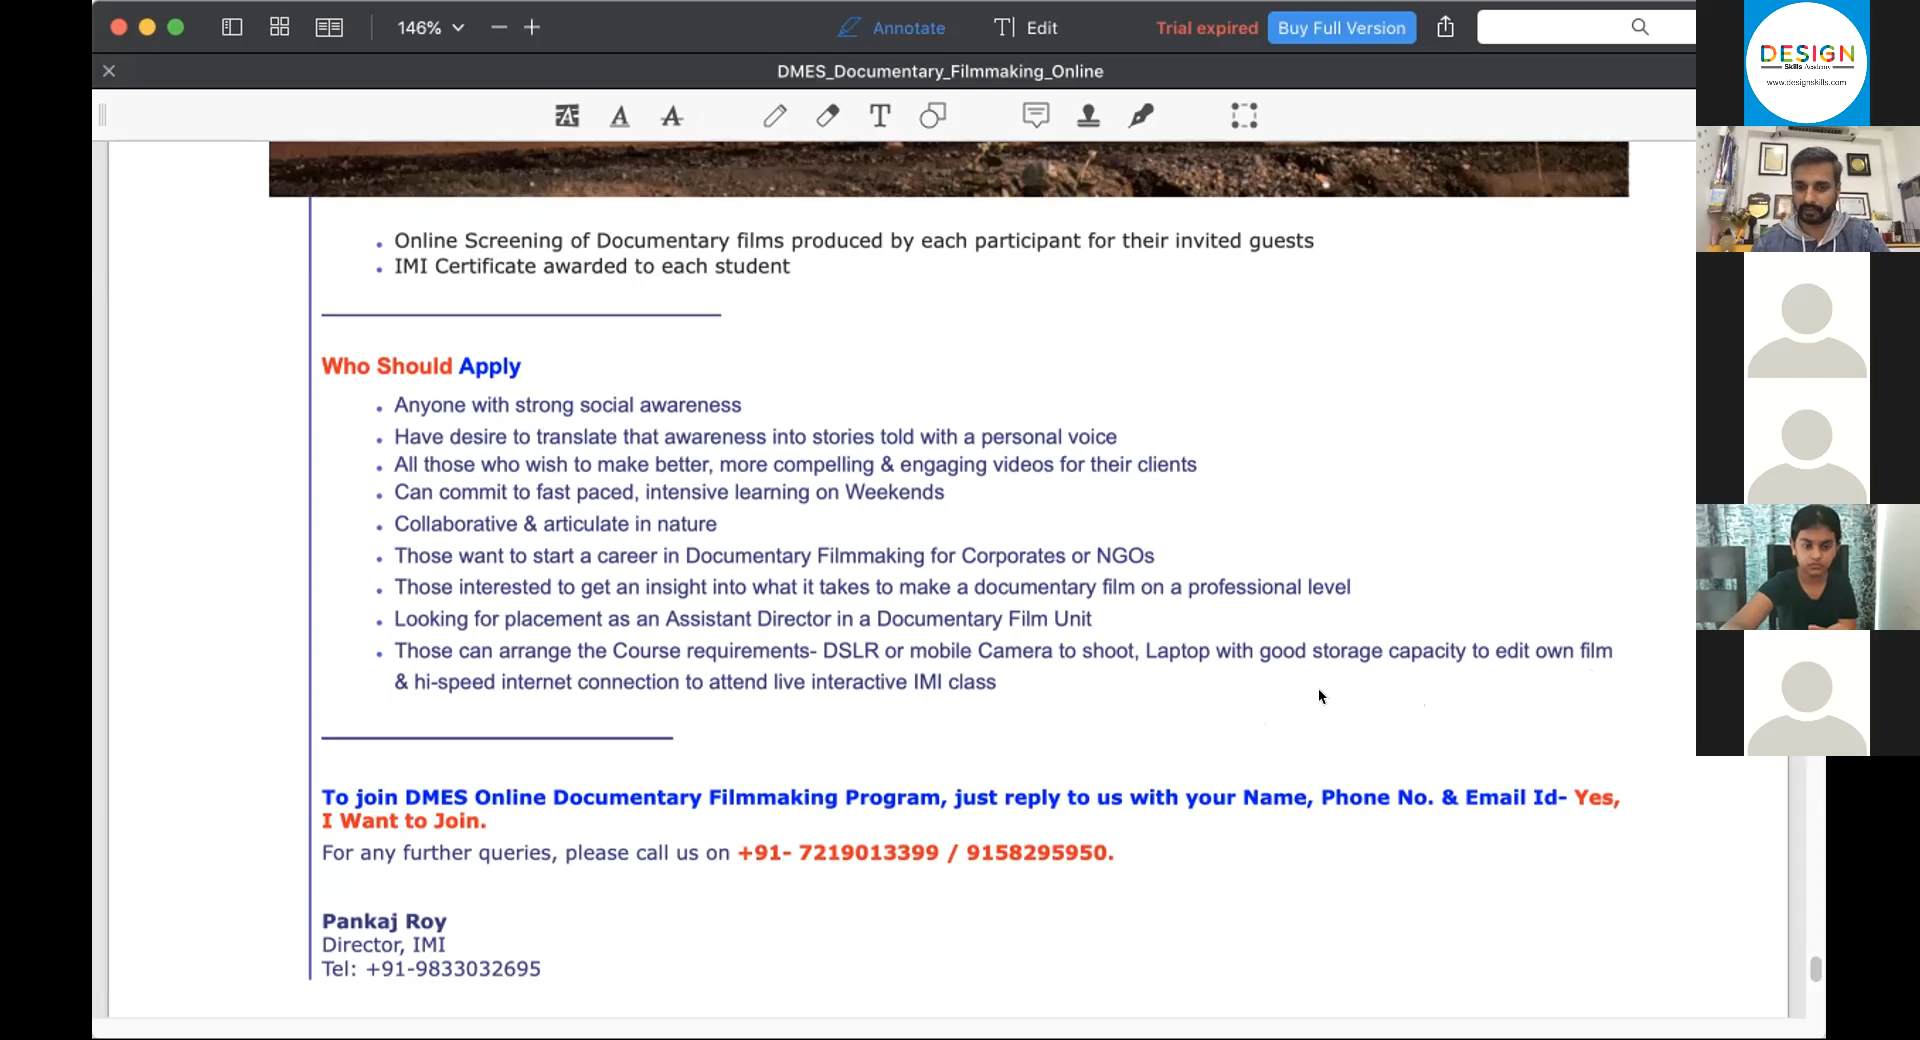 146%
Annotate
Edit
Trial expired
Buy Full Version
DMES_Documentary_Filmmaking_Online
DESIGN
Skills Academy
www.designskills.com
• Online Screening of Documentary films produced by each participant for their invited guests
• IMI Certificate awarded to each student
Who Should Apply
• Anyone with strong social awareness
• Have desire to translate that awareness into stories told with a personal voice
• All those who wish to make better, more compelling & engaging videos for their clients
• Can commit to fast paced, intensive learning on Weekends
• Collaborative & articulate in nature
• Those want to start a career in Documentary Filmmaking for Corporates or NGOs
• Those interested to get an insight into what it takes to make a documentary film on a professional level
• Looking for placement as an Assistant Director in a Documentary Film Unit
• Those can arrange the Course requirements- DSLR or mobile Camera to shoot, Laptop with good storage capacity to edit own film
& hi-speed internet connection to attend live interactive IMI class
To join DMES Online Documentary Filmmaking Program, just reply to us with your Name, Phone No. & Email Id- Yes,
I Want to Join.
For any further queries, please call us on +91- 7219013399 / 9158295950.
Pankaj Roy
Director, IMI
Tel: +91-9833032695